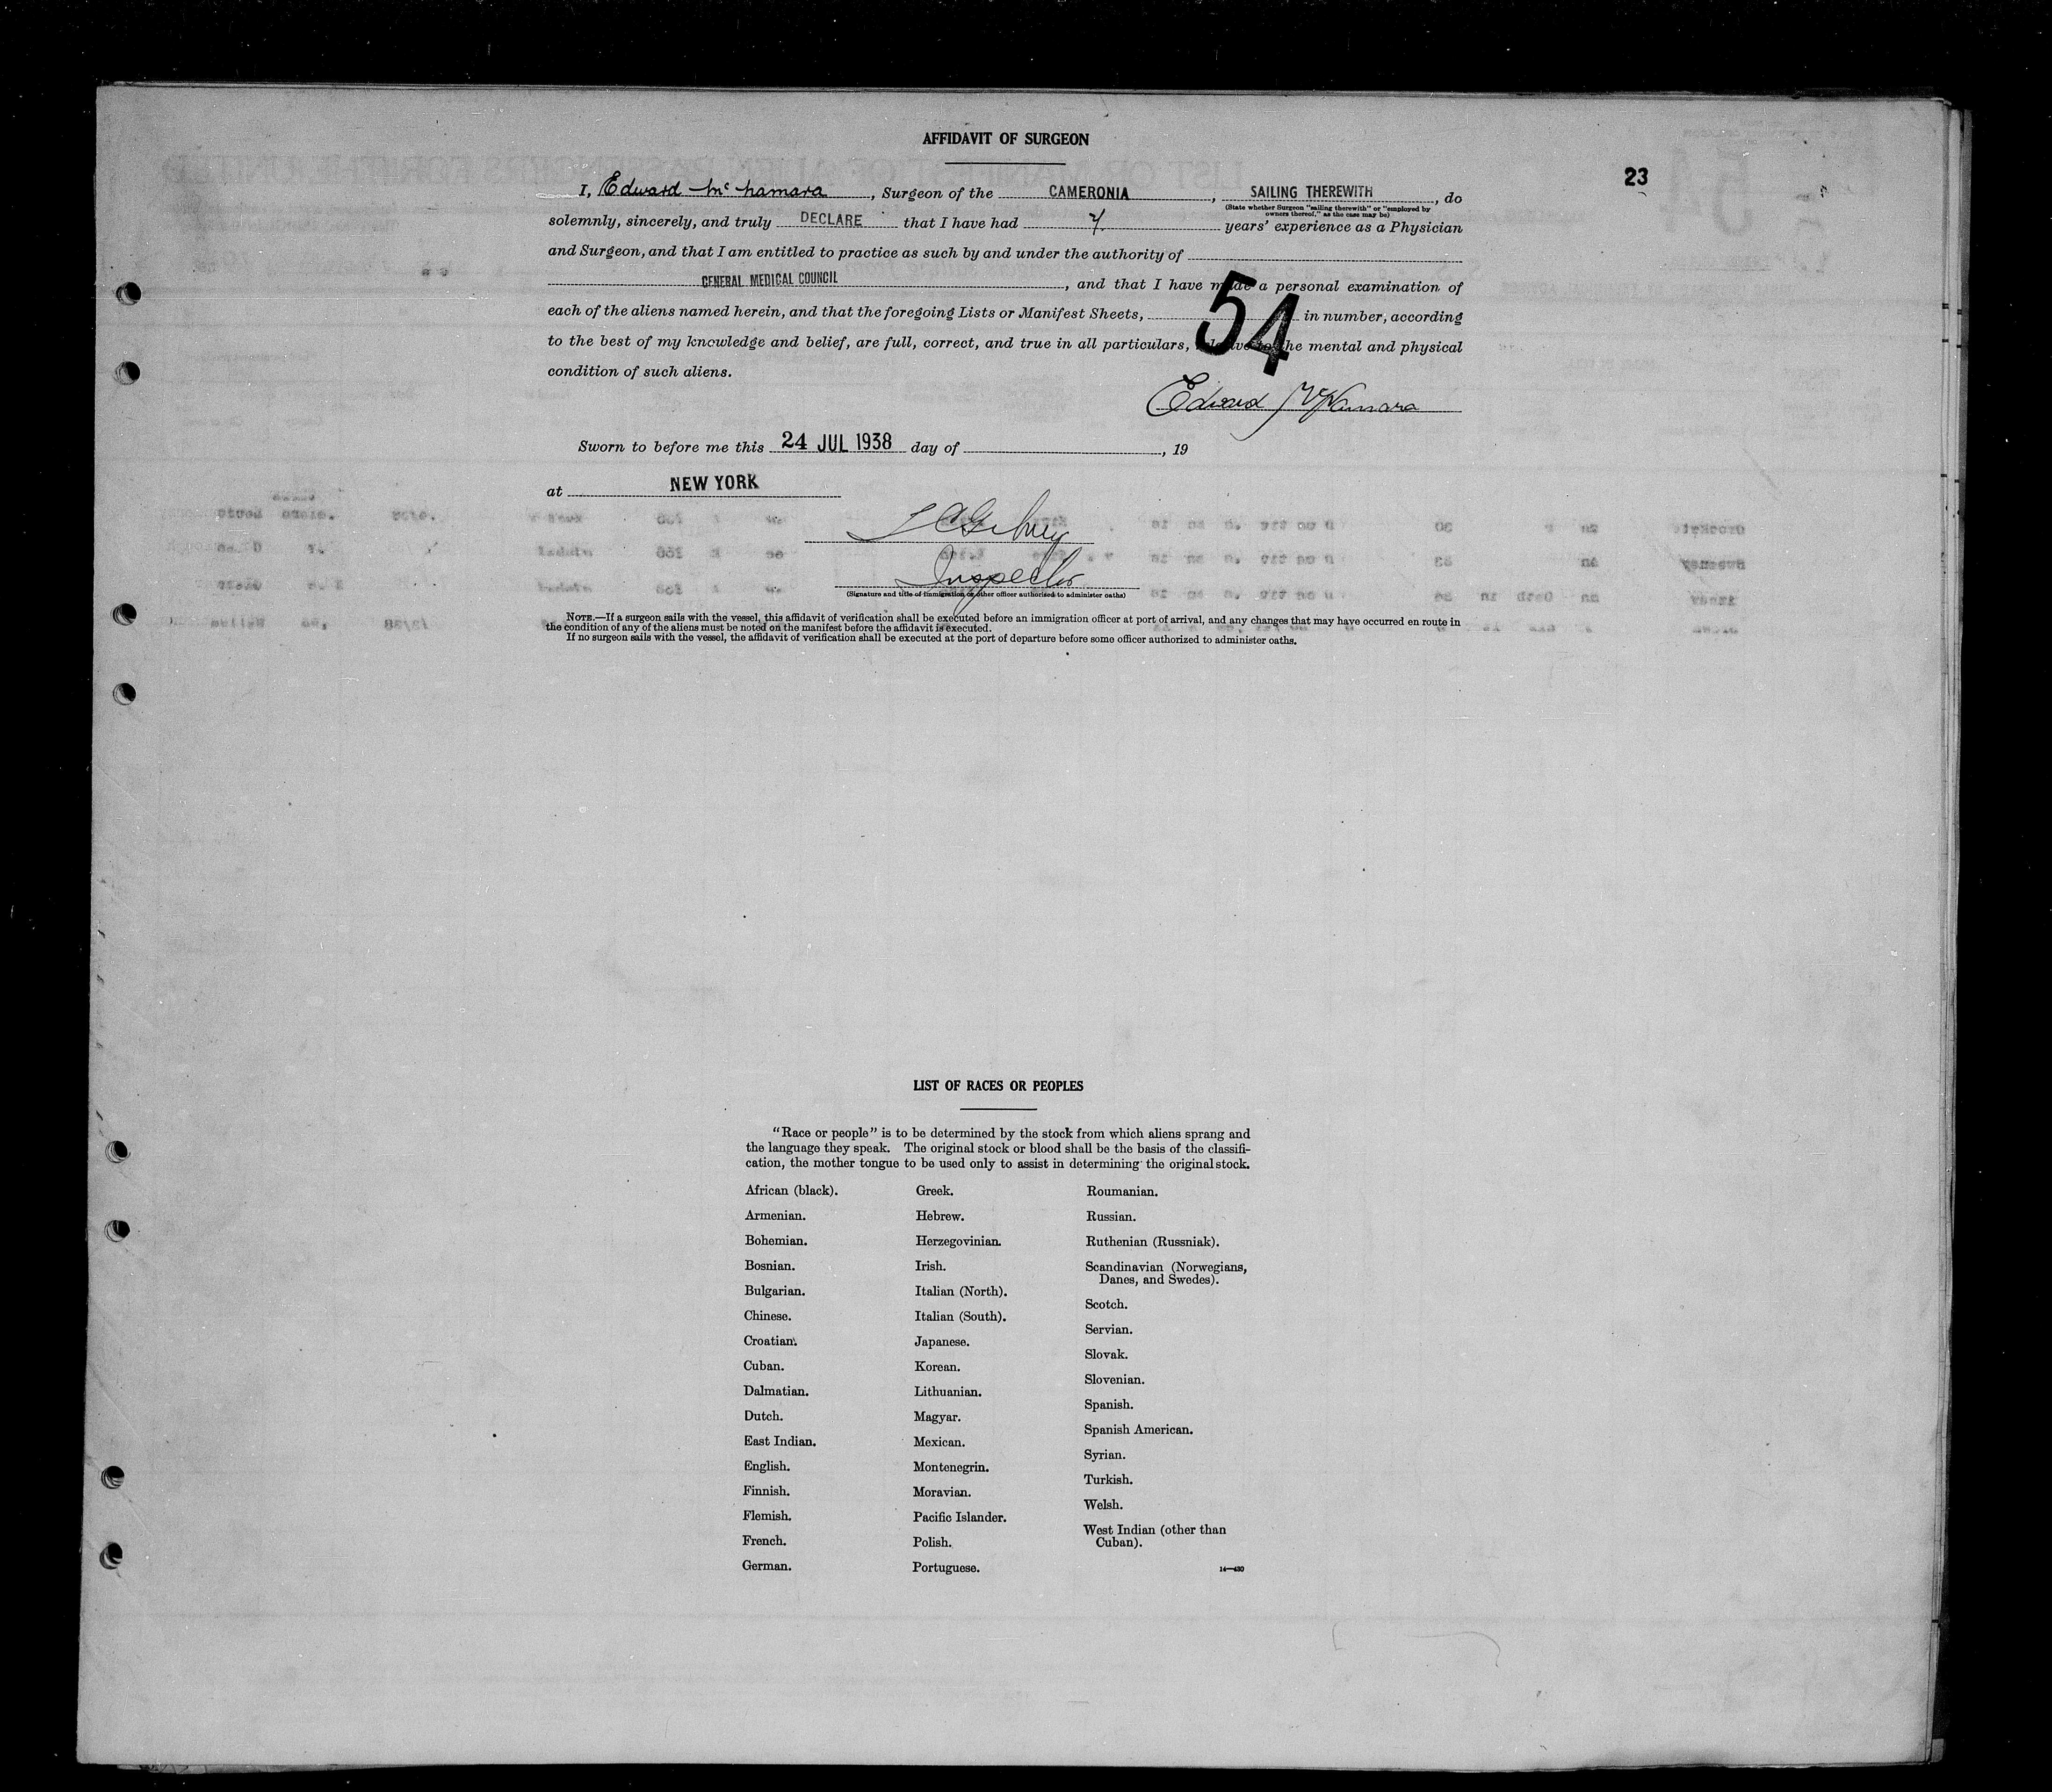 AFFIDAVIT OF SURGEON
23
I, Edward Mc Namara, Surgeon of the CAMERONIA, SAILING THEREWITH, do
(State whether Surgeon "sailing therewith" or "employed by
owners thereof," as the case may be)
solemnly, sincerely, and truly DECLARE that I have had 7. years' experience as a Physician
and Surgeon, and that I am entitled to practice as such by and under the authority of
GENERAL MEDICAL COUNCIL, and that I have made a personal examination of
each of the aliens named herein, and that the foregoing Lists or Manifest Sheets, 54 in number, according
to the best of my knowledge and belief, are full, correct, and true in all particulars, relative to the mental and physical
condition of such aliens.
Edward McNamara
Sworn to before me this 24 JUL 1938 day of , 19
at NEW YORK
Inspector
(Signature and title of immigration or other officer authorized to administer oaths)
NOTE.—If a surgeon sails with the vessel, this affidavit of verification shall be executed before an immigration officer at port of arrival, and any changes that may have occurred en route in
the condition of any of the aliens must be noted on the manifest before the affidavit is executed.
If no surgeon sails with the vessel, the affidavit of verification shall be executed at the port of departure before some officer authorized to administer oaths.
LIST OF RACES OR PEOPLES
"Race or people" is to be determined by the stock from which aliens sprang and
the language they speak. The original stock or blood shall be the basis of the classifi-
cation, the mother tongue to be used only to assist in determining the original stock.
African (black).
Armenian.
Bohemian.
Bosnian.
Bulgarian.
Chinese.
Croatian.
Cuban.
Dalmatian.
Dutch.
East Indian.
English.
Finnish.
Flemish.
French.
German.
Greek.
Hebrew.
Herzegovinian.
Irish.
Italian (North).
Italian (South).
Japanese.
Korean.
Lithuanian.
Magyar.
Mexican.
Montenegrin.
Moravian.
Pacific Islander.
Polish.
Portuguese.
Roumanian.
Russian.
Ruthenian (Russniak).
Scandinavian (Norwegians,
Danes, and Swedes).
Scotch.
Servian.
Slovak.
Slovenian.
Spanish.
Spanish American.
Syrian.
Turkish.
Welsh.
West Indian (other than
Cuban).
14—430